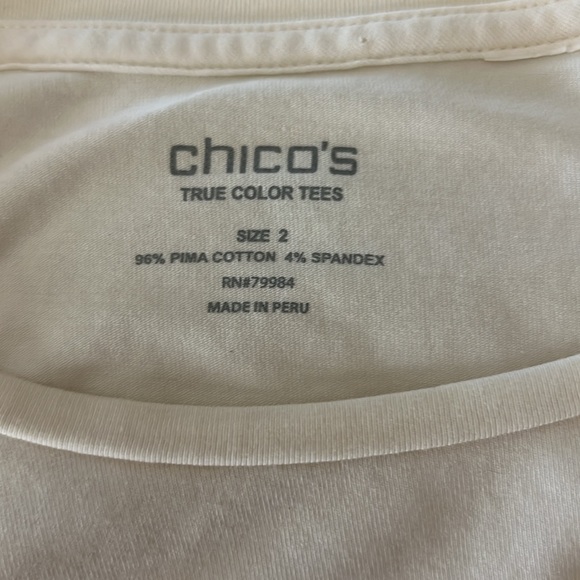 chico's
TRUE COLOR TEES
SIZE 2
96% PIMA COTTON 4% SPANDEX
RN#79984
MADE IN PERU